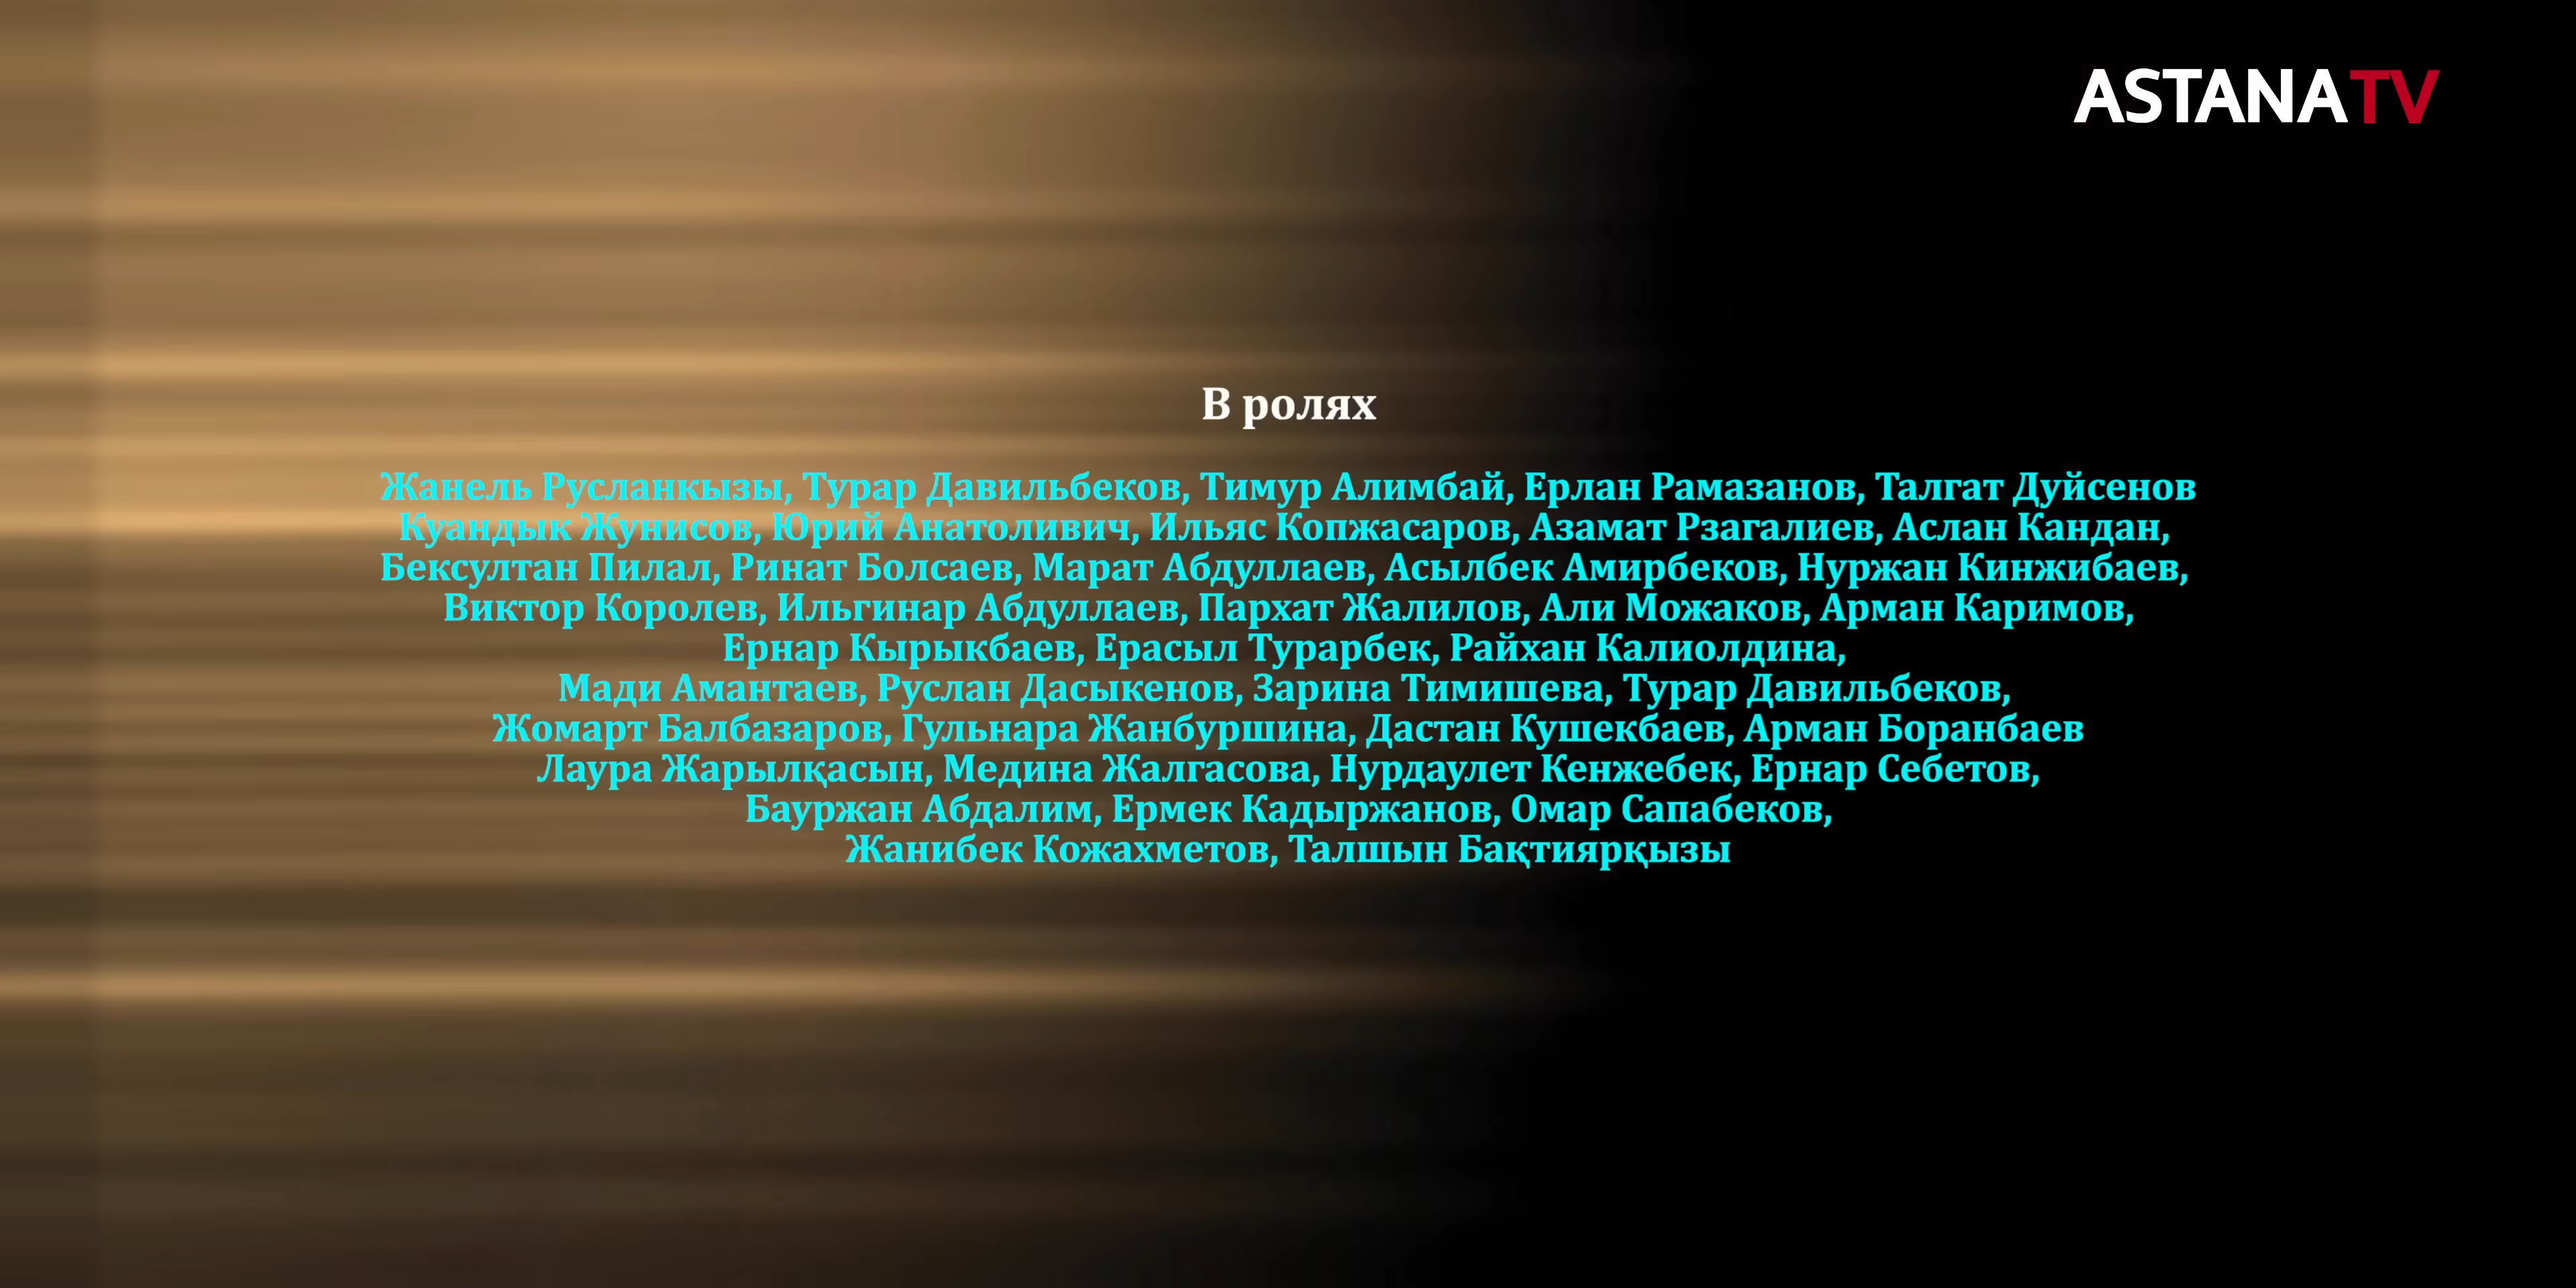 ASTANATV
В ролях
Жанель Русланкызы, Турар Давильбеков, Тимур Алимбай, Ерлан Рамазанов, Талгат Дуйсенов
Куандык Жунисов, Юрий Анатоливич, Ильяс Копжасаров, Азамат Рзагалиев, Аслан Кандан,
Бексултан Пилал, Ринат Болсаев, Марат Абдуллаев, Асылбек Амирбеков, Нуржан Кинжибаев,
Виктор Королев, Ильгинар Абдуллаев, Пархат Жалилов, Али Можаков, Арман Каримов,
Ернар Кырыкбаев, Ерасыл Турарбек, Райхан Калиолдина,
Мади Амантаев, Руслан Дасыкенов, Зарина Тимишева, Турар Давильбеков,
Жомарт Балбазаров, Гульнара Жанбуршина, Дастан Кушекбаев, Арман Боранбаев
Лаура Жарылқасын, Медина Жалгасова, Нурдаулет Кенжебек, Ернар Себетов,
Бауржан Абдалим, Ермек Кадыржанов, Омар Сапабеков,
Жанибек Кожахметов, Талшын Бақтиярқызы